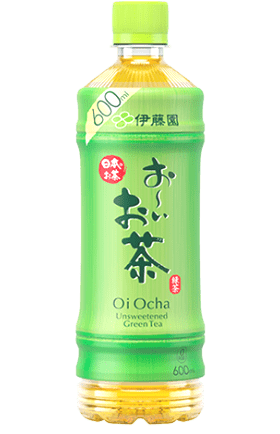 600ml
伊藤園
日本の
お茶
お〜い
お茶
緑茶
Oi Ocha
Unsweetened
Green Tea
600ml